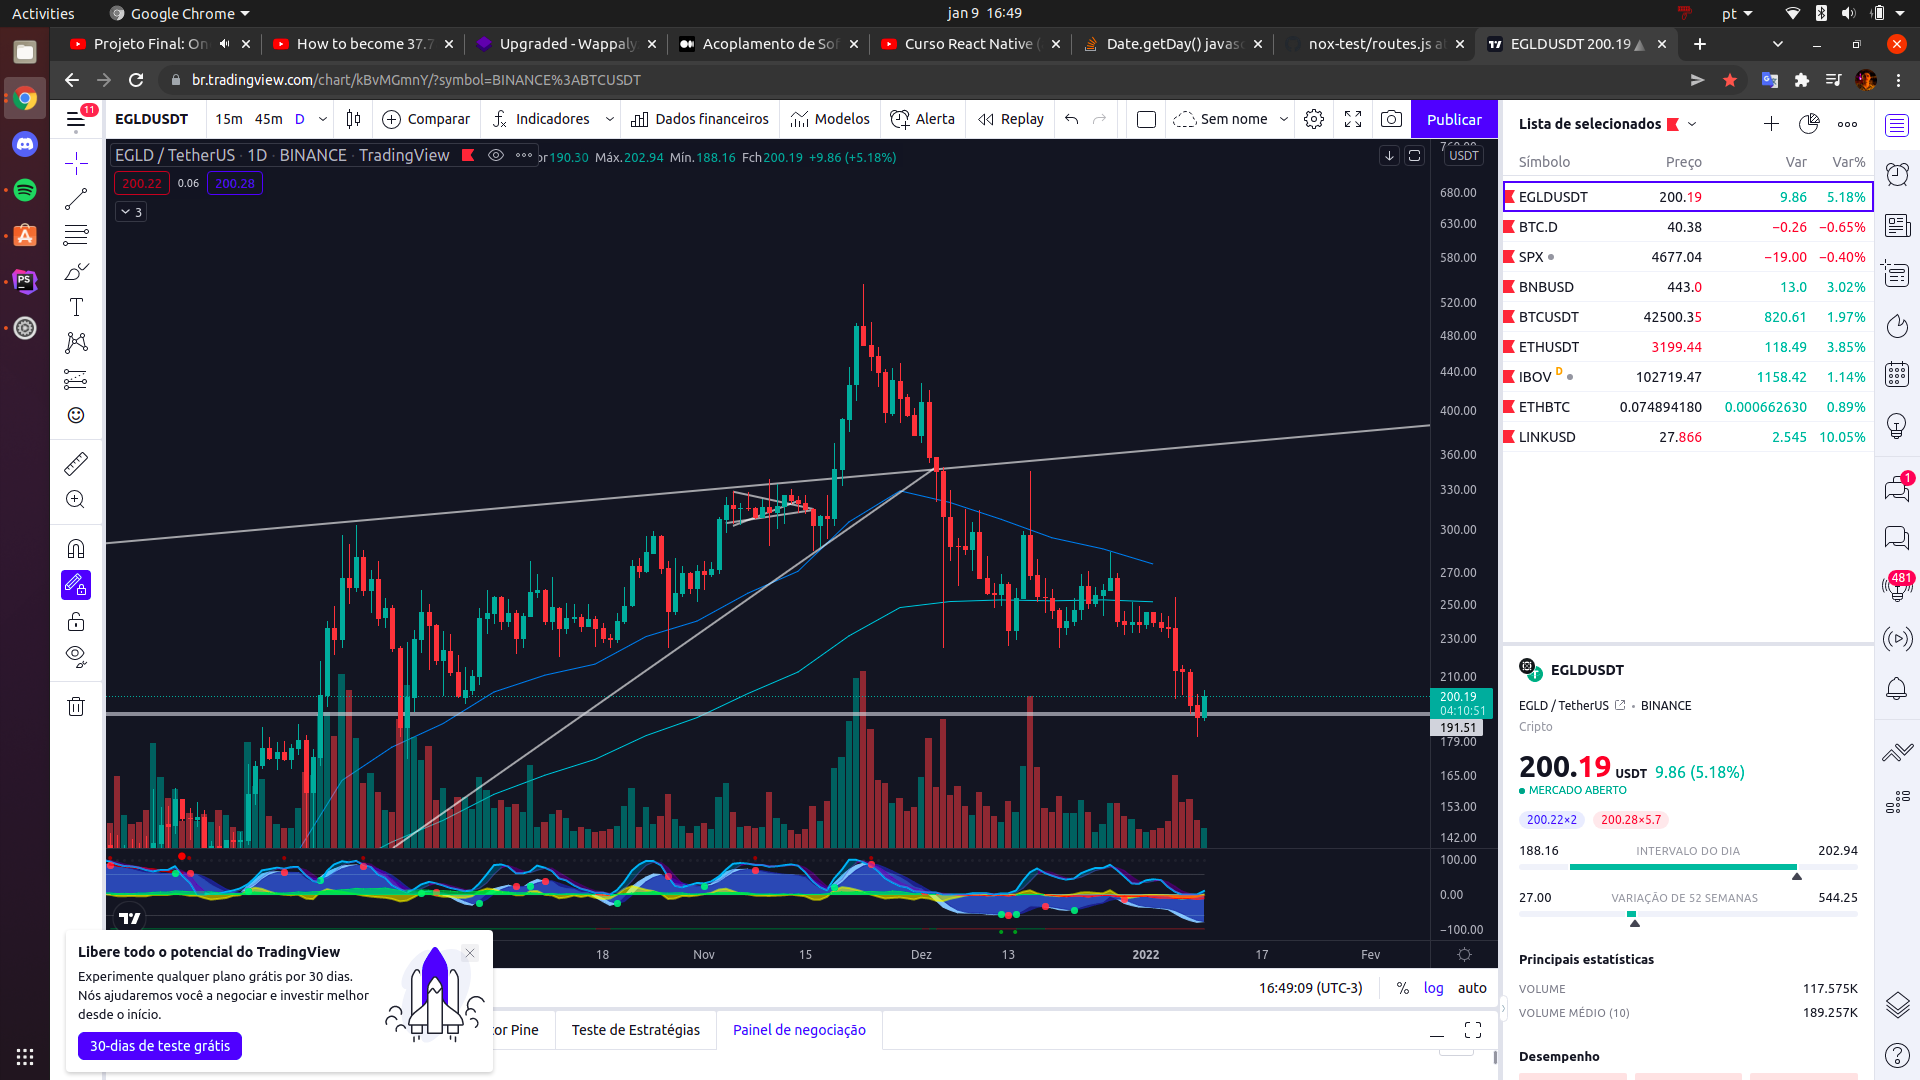 Activities
Google Chrome
jan 9 16:49
pt
Projeto Final: On
How to become 37.7
Upgraded - Wappaly
Acoplamento de Sof
Curso React Native (
Date.getDay() javasc
nox-test/routes.js at
EGLDUSDT 200.19
br.tradingview.com/chart/kBvMGmnY/?symbol=BINANCE%3ABTCUSDT
11
EGLDUSDT 15m 45m D Comparar Indicadores Dados financeiros Modelos Alerta Replay Sem nome Publicar
EGLD / TetherUS · 1D · BINANCE · TradingView
or190.30 Máx.202.94 Mín.188.16 Fch200.19 +9.86 (+5.18%)
USDT
200.22 0.06 200.28
3
680.00
630.00
580.00
520.00
480.00
440.00
400.00
360.00
330.00
300.00
270.00
250.00
230.00
210.00
200.19
04:10:51
191.51
179.00
165.00
153.00
142.00
100.00
0.00
−100.00
18 Nov 15 Dez 13 2022 17 Fev
16:49:09 (UTC-3) % log auto
tor Pine Teste de Estratégias Painel de negociação
Libere todo o potencial do TradingView
Experimente qualquer plano grátis por 30 dias.
Nós ajudaremos você a negociar e investir melhor
desde o início.
30-dias de teste grátis
Lista de selecionados
Símbolo Preço Var Var%
EGLDUSDT 200.19 9.86 5.18%
BTC.D 40.38 −0.26 −0.65%
SPX 4677.04 −19.00 −0.40%
BNBUSD 443.0 13.0 3.02%
BTCUSDT 42500.35 820.61 1.97%
ETHUSDT 3199.44 118.49 3.85%
IBOV D 102719.47 1158.42 1.14%
ETHBTC 0.074894180 0.000662630 0.89%
LINKUSD 27.866 2.545 10.05%
EGLDUSDT
EGLD / TetherUS • BINANCE
Cripto
200.19 USDT 9.86 (5.18%)
MERCADO ABERTO
200.22×2 200.28×5.7
188.16 INTERVALO DO DIA 202.94
27.00 VARIAÇÃO DE 52 SEMANAS 544.25
Principais estatísticas
VOLUME 117.575K
VOLUME MÉDIO (10) 189.257K
Desempenho
1
481